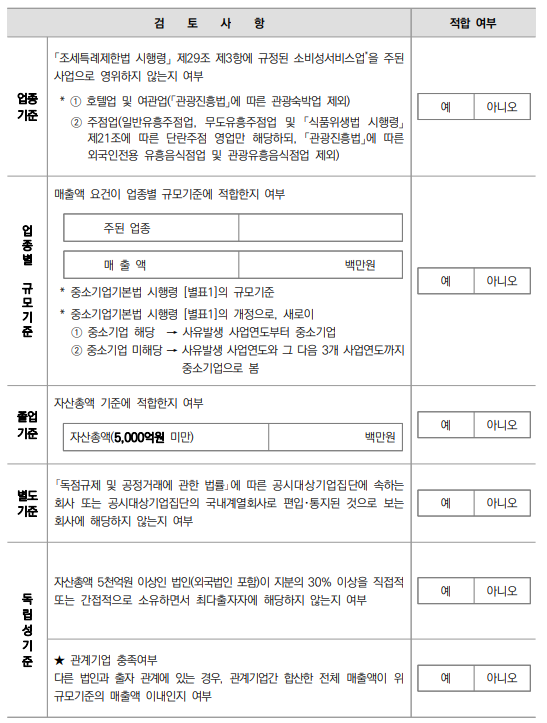 검 토 사 항 적합 여부
「조세특례제한법 시행령」 제29조 제3항에 규정된 소비성서비스업*을 주된
사업으로 영위하지 않는지 여부
업종
기준
* ① 호텔업 및 여관업(「관광진흥법」에 따른 관광숙박업 제외)
② 주점업(일반유흥주점업, 무도유흥주점업 및 「식품위생법 시행령」
제21조에 따른 단란주점 영업만 해당하되, 「관광진흥법」에 따른
외국인전용 유흥음식점업 및 관광유흥음식점업 제외)
예 아니오
업종별 규모기준
매출액 요건이 업종별 규모기준에 적합한지 여부
주된 업종
매 출 액 백만원
* 중소기업기본법 시행령 [별표1]의 규모기준
* 중소기업기본법 시행령 [별표1]의 개정으로, 새로이
① 중소기업 해당 → 사유발생 사업연도부터 중소기업
② 중소기업 미해당 → 사유발생 사업연도와 그 다음 3개 사업연도까지
중소기업으로 봄
예 아니오
졸업
기준
자산총액 기준에 적합한지 여부
자산총액(5,000억원 미만) 백만원
예 아니오
별도
기준
「독점규제 및 공정거래에 관한 법률」에 따른 공시대상기업집단에 속하는
회사 또는 공시대상기업집단의 국내계열회사로 편입·통지된 것으로 보는
회사에 해당하지 않는지 여부
예 아니오
독립성기준
자산총액 5천억원 이상인 법인(외국법인 포함)이 지분의 30% 이상을 직접적
또는 간접적으로 소유하면서 최다출자자에 해당하지 않는지 여부
예 아니오
★ 관계기업 충족여부
다른 법인과 출자 관계에 있는 경우, 관계기업간 합산한 전체 매출액이 위
규모기준의 매출액 이내인지 여부
예 아니오